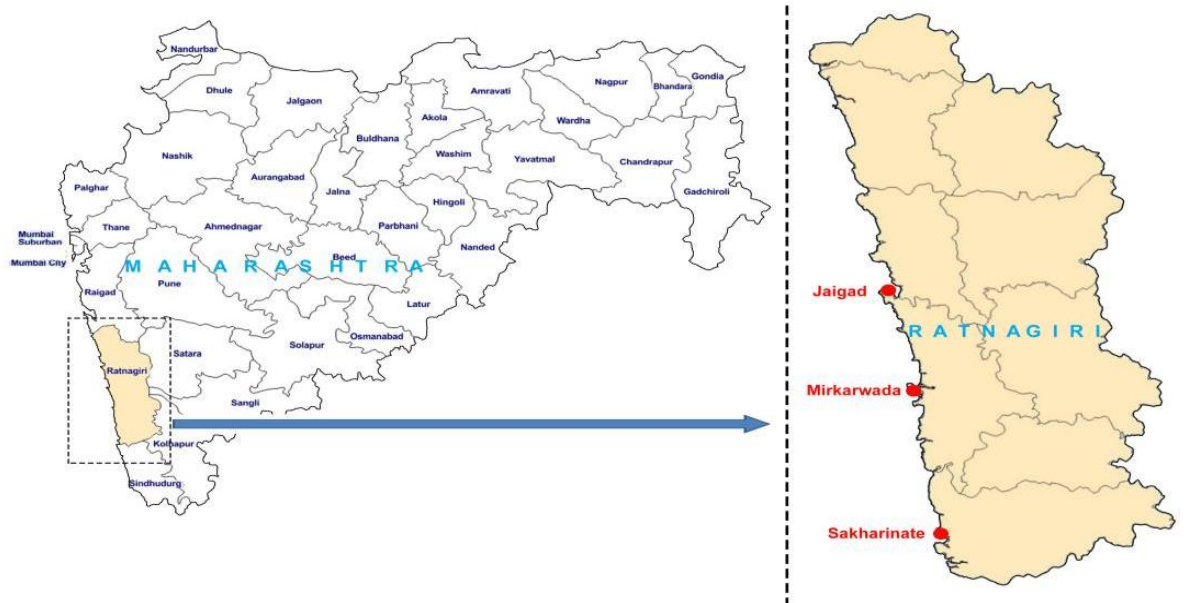 Nandurbar
Dhule
Jalgaon
Buldhana
Akola
Amravati
Nagpur
Bhandara
Gondia
Wardha
Nashik
Aurangabad
Jalna
Washim
Yavatmal
Chandrapur
Gadchiroli
Palghar
Thane
Ahmednagar
Parbhani
Hingoli
Nanded
Mumbai
Suburban
Mumbai City
Beed
MAHARASHTRA
Raigad
Pune
Latur
Osmanabad
Solapur
Satara
Ratnagiri
Sangli
Kolhapur
Sindhudurg
Jaigad
RATNAGIRI
Mirkarwada
Sakharinate